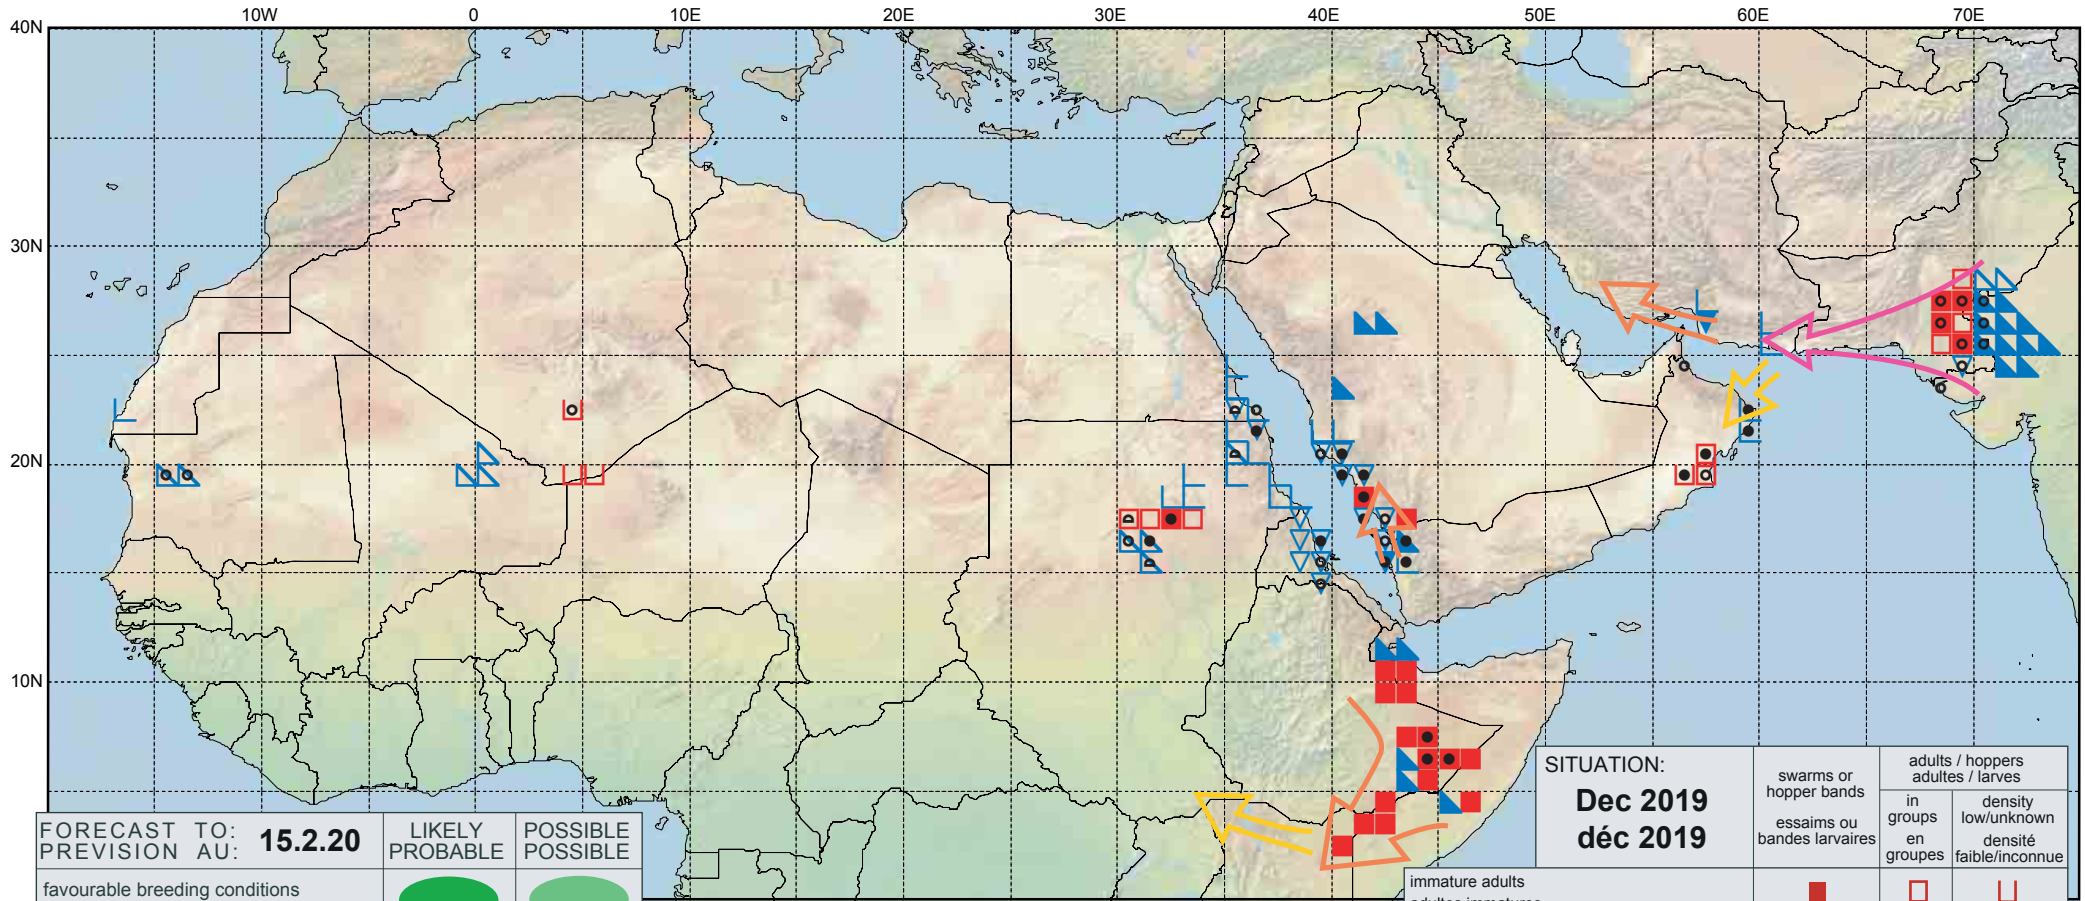 10W 0 10E 20E 30E 40E 50E 60E 70E
40N
30N
20N
10N
FORECAST TO:
PREVISION AU:
15.2.20
LIKELY
PROBABLE
POSSIBLE
POSSIBLE
favourable breeding conditions
SITUATION:
Dec 2019
déc 2019
swarms or
hopper bands
essaims ou
bandes larvaires
adults / hoppers
adultes / larves
in
groups
en
groupes
density
low/unknown
densité
faible/inconnue
immature adults
adultes immatures